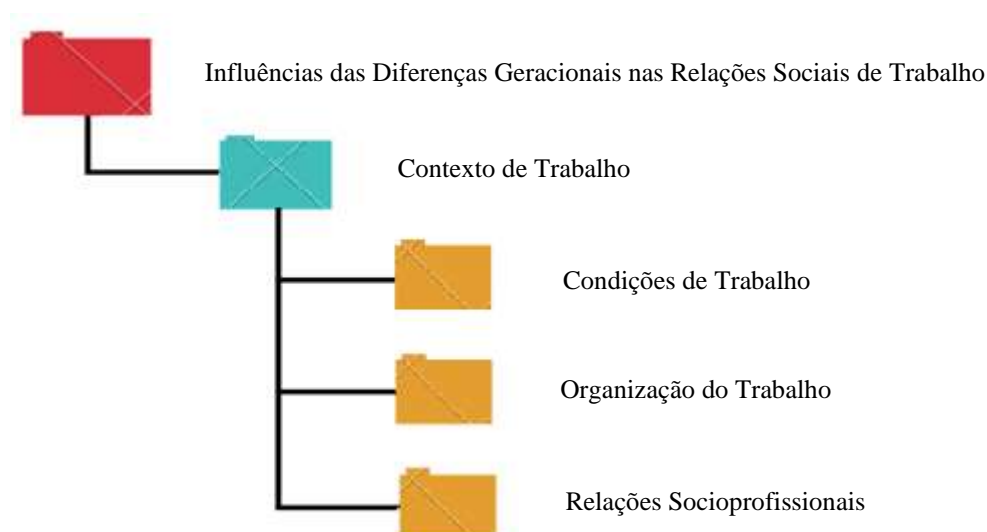 Influências das Diferenças Geracionais nas Relações Sociais de Trabalho
Contexto de Trabalho
Condições de Trabalho
Organização do Trabalho
Relações Socioprofissionais